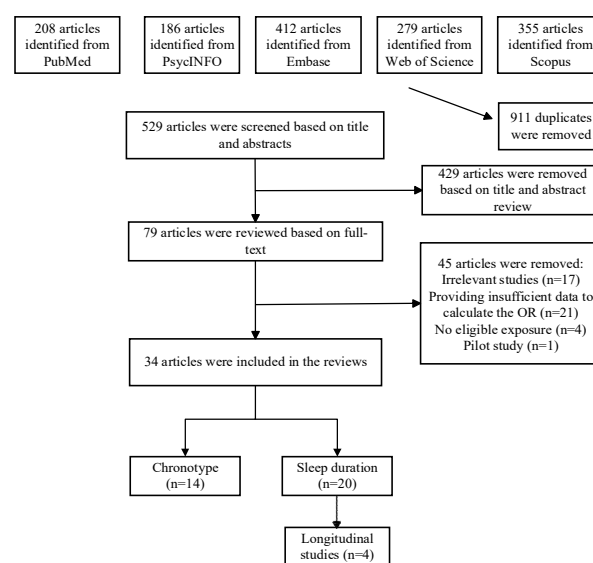 208 articles
identified from
PubMed
186 articles
identified from
PsycINFO
412 articles
identified from
Embase
279 articles
identified from
Web of Science
355 articles
identified from
Scopus
911 duplicates
were removed
529 articles were screened based on title
and abstracts
429 articles were removed
based on title and abstract
review
79 articles were reviewed based on full-
text
45 articles were removed:
Irrelevant studies (n=17)
Providing insufficient data to
calculate the OR (n=21)
No eligible exposure (n=4)
Pilot study (n=1)
34 articles were included in the reviews
Chronotype
(n=14)
Sleep duration
(n=20)
Longitudinal
studies (n=4)